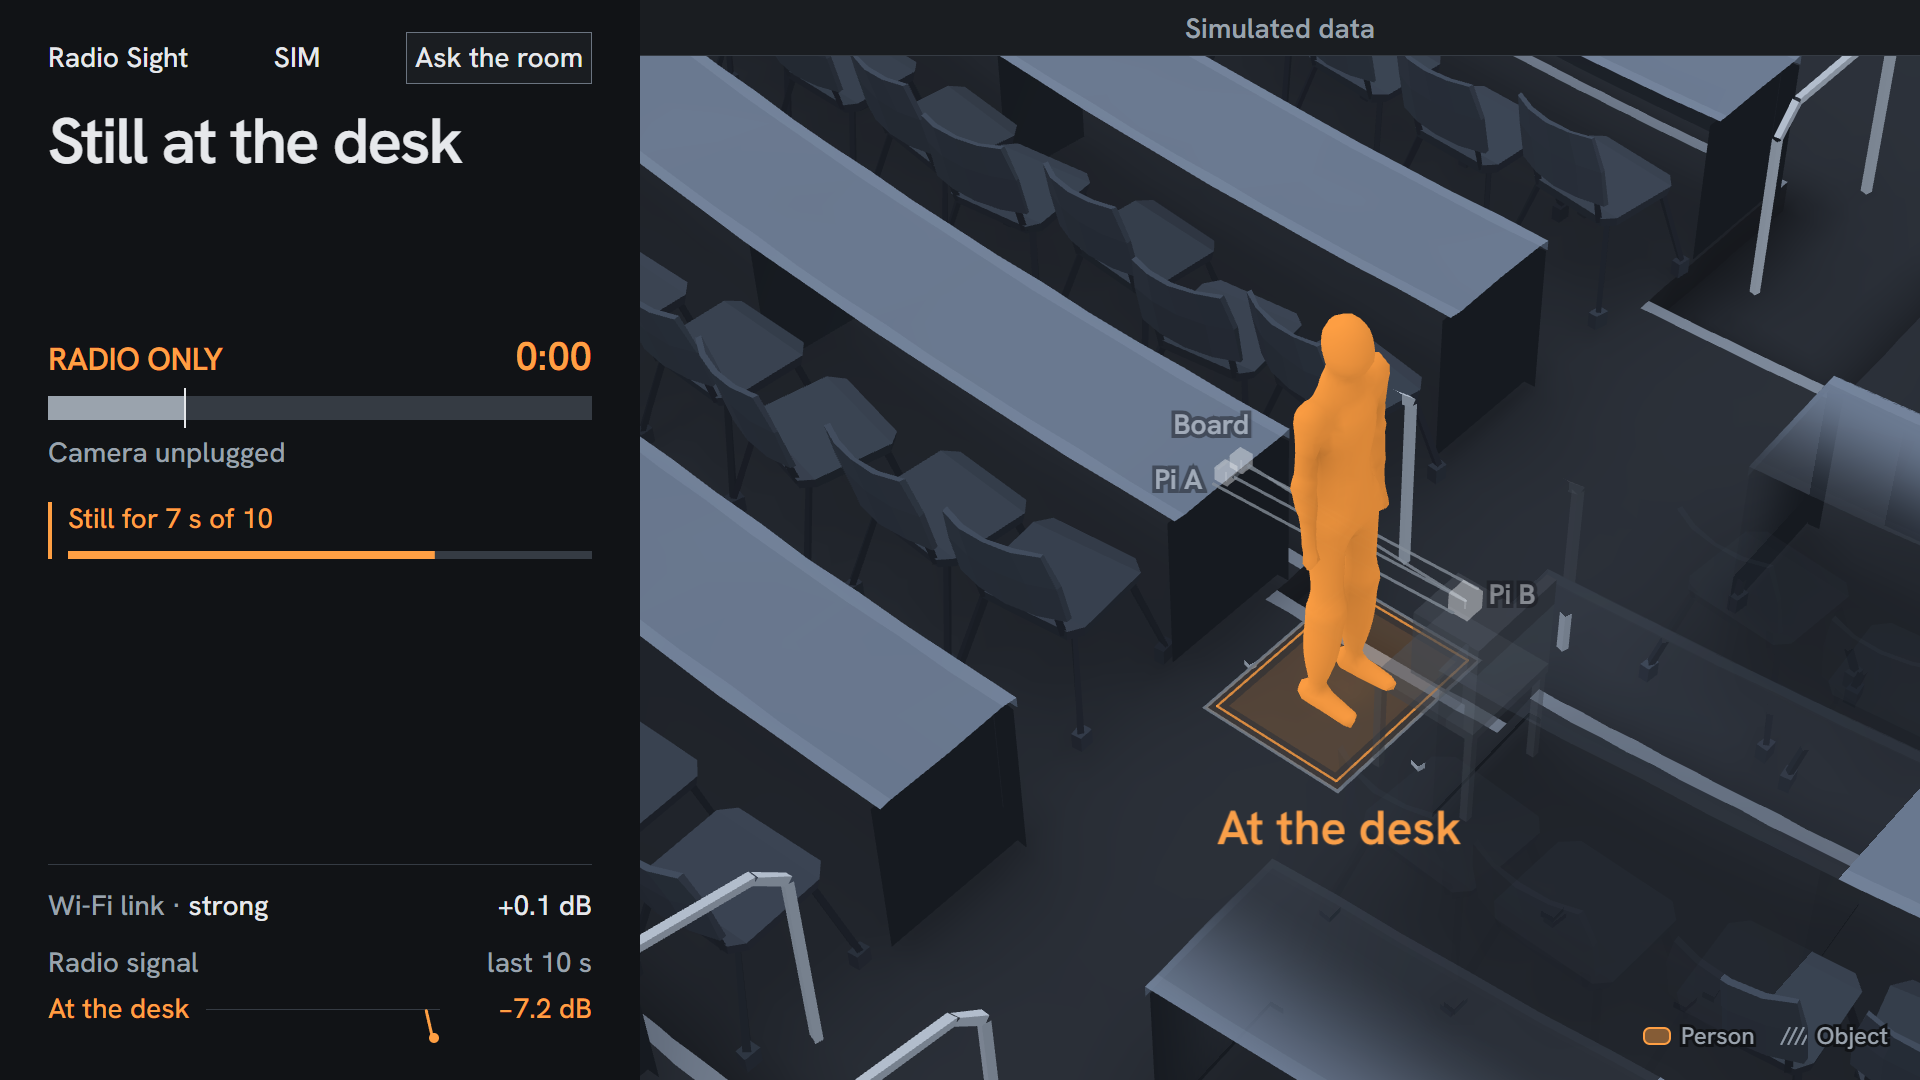 Radio Sight
SIM
Ask the room
Still at the desk
RADIO ONLY
0:00
Camera unplugged
Still for 7 s of 10
Wi-Fi link · strong
+0.1 dB
Radio signal
last 10 s
At the desk
−7.2 dB
Simulated data
Board
Pi A
Pi B
At the desk
Person
Object